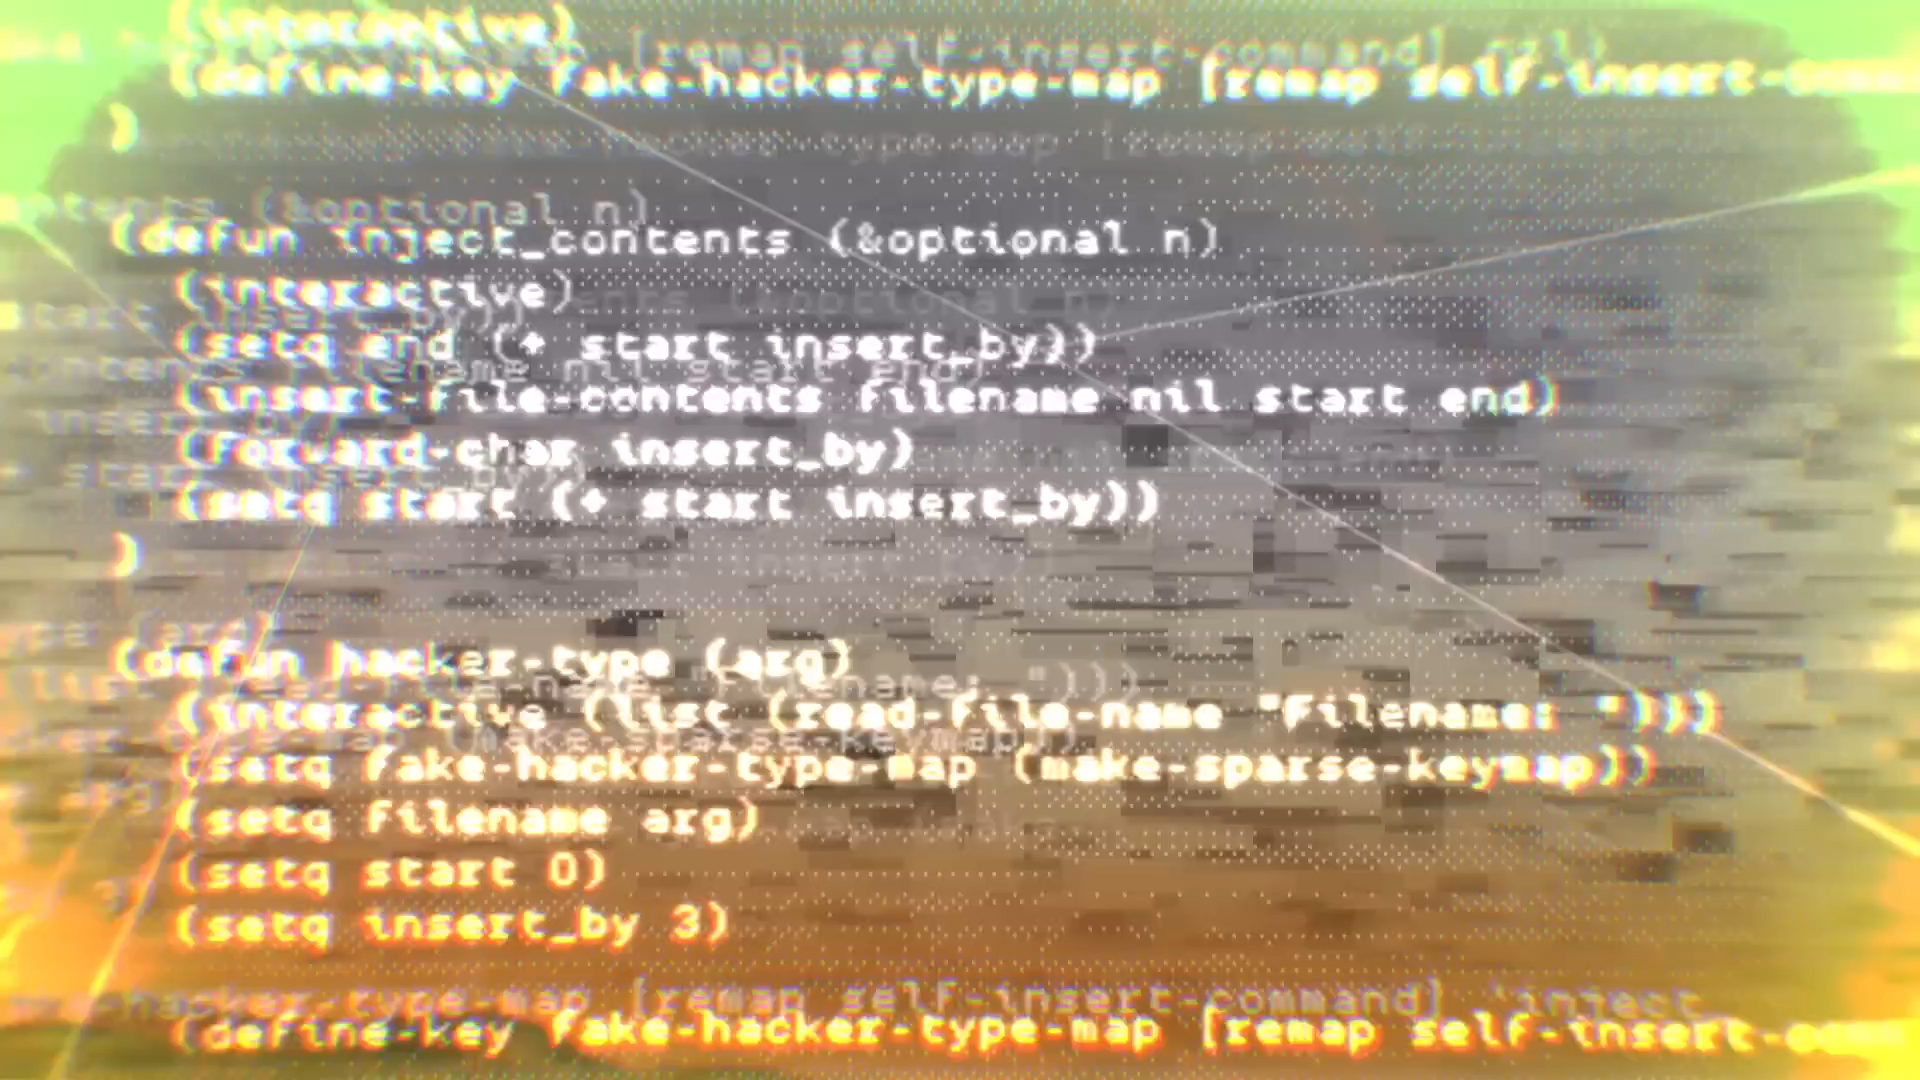 (interactive)
(define-key fake-hacker-type-map [remap self-insert-
)
(defun inject_contents (&optional n)
(interactive)
(setq end (+ start insert_by))
(insert-file-contents filename nil start end)
(forward-char insert_by)
(setq start (+ start insert_by))
)
(defun hacker-type (arg)
(interactive (list (read-file-name "Filename: ")))
(setq fake-hacker-type-map (make-sparse-keymap))
(setq filename arg)
(setq start 0)
(setq insert_by 3)
(define-key fake-hacker-type-map [remap self-insert-